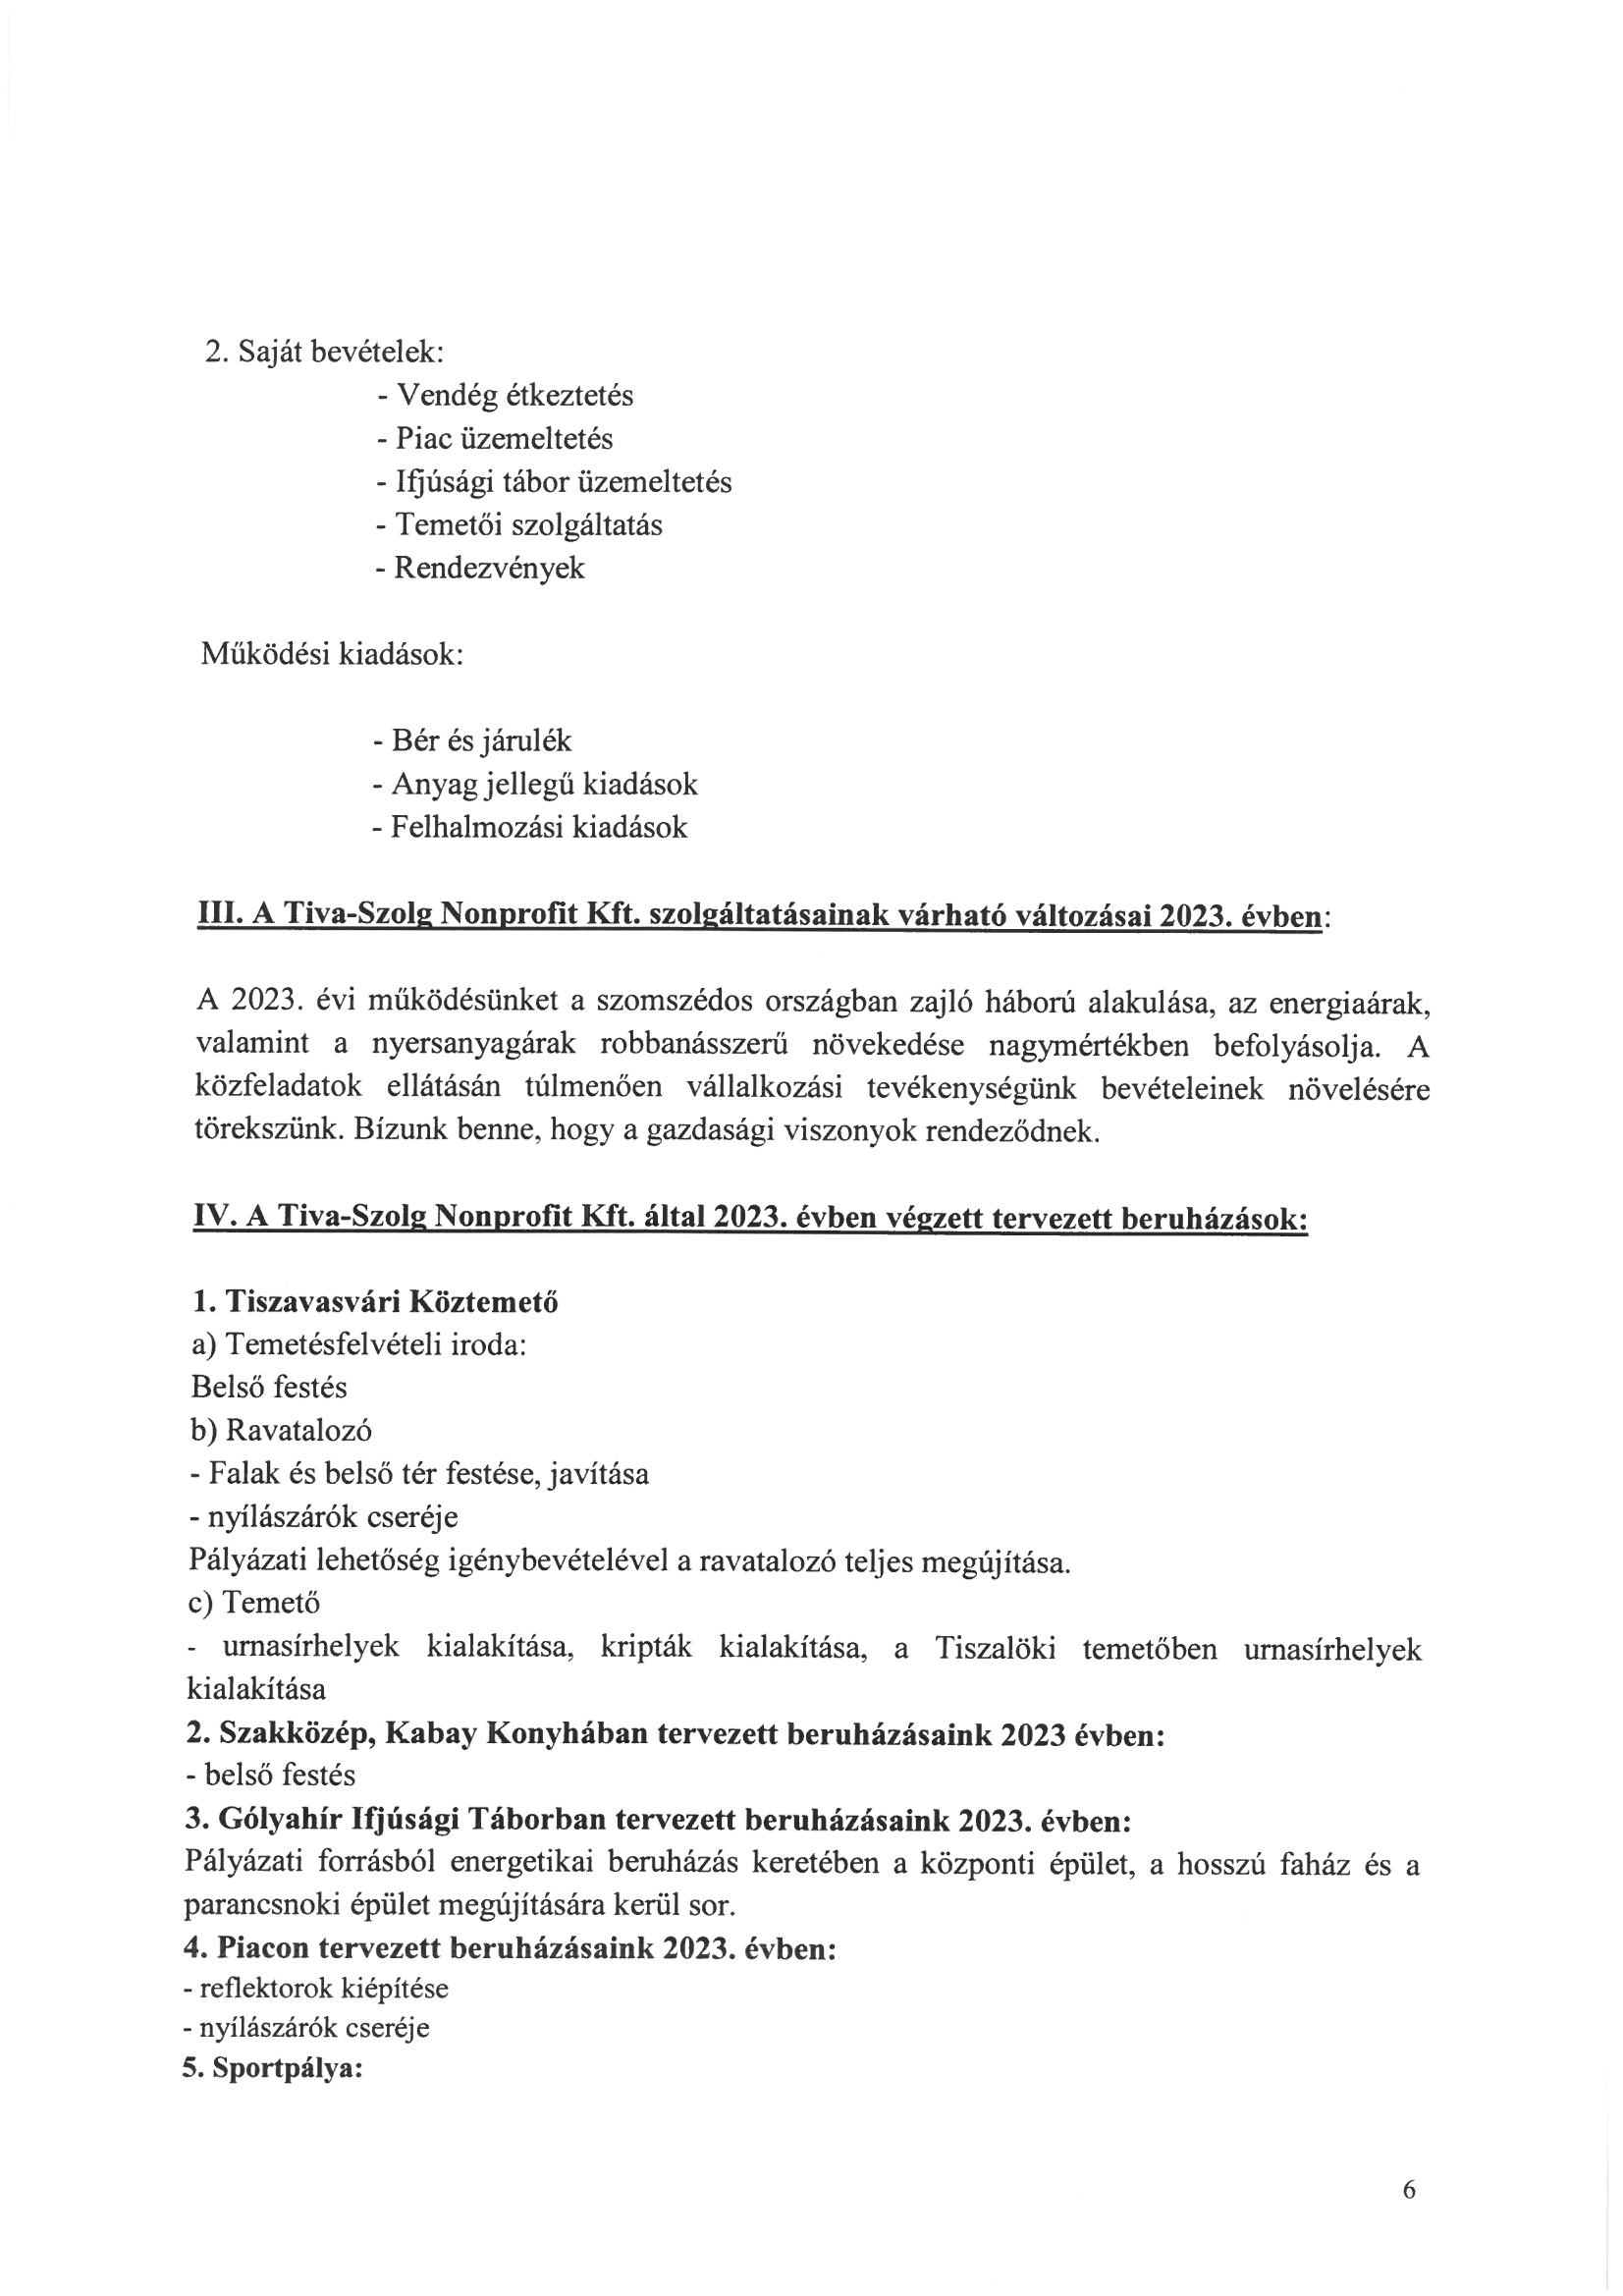 2. Saját bevételek:
- Vendég étkeztetés
- Piac üzemeltetés
- Ifjúsági tábor üzemeltetés
- Temetői szolgáltatás
- Rendezvények
Működési kiadások:
- Bér és járulék
- Anyag jellegű kiadások
- Felhalmozási kiadások
III. A Tiva-Szolg Nonprofit Kft. szolgáltatásainak várható változásai 2023. évben:
A 2023. évi működésünket a szomszédos országban zajló háború alakulása, az energiaárak,
valamint a nyersanyagárak robbanásszerű növekedése nagymértékben befolyásolja. A
közfeladatok ellátásán túlmenően vállalkozási tevékenységünk bevételeinek növelésére
törekszünk. Bízunk benne, hogy a gazdasági viszonyok rendeződnek.
IV. A Tiva-Szolg Nonprofit Kft. által 2023. évben végzett tervezett beruházások:
1. Tiszavasvári Köztemető
a) Temetésfelvételi iroda:
Belső festés
b) Ravatalozó
- Falak és belső tér festése, javítása
- nyílászárók cseréje
Pályázati lehetőség igénybevételével a ravatalozó teljes megújítása.
c) Temető
- urnasírhelyek kialakítása, kripták kialakítása, a Tiszalöki temetőben urnasírhelyek
kialakítása
2. Szakközép, Kabay Konyhában tervezett beruházásaink 2023 évben:
- belső festés
3. Gólyahír Ifjúsági Táborban tervezett beruházásaink 2023. évben:
Pályázati forrásból energetikai beruházás keretében a központi épület, a hosszú faház és a
parancsnoki épület megújítására kerül sor.
4. Piacon tervezett beruházásaink 2023. évben:
- reflektorok kiépítése
- nyílászárók cseréje
5. Sportpálya:
6